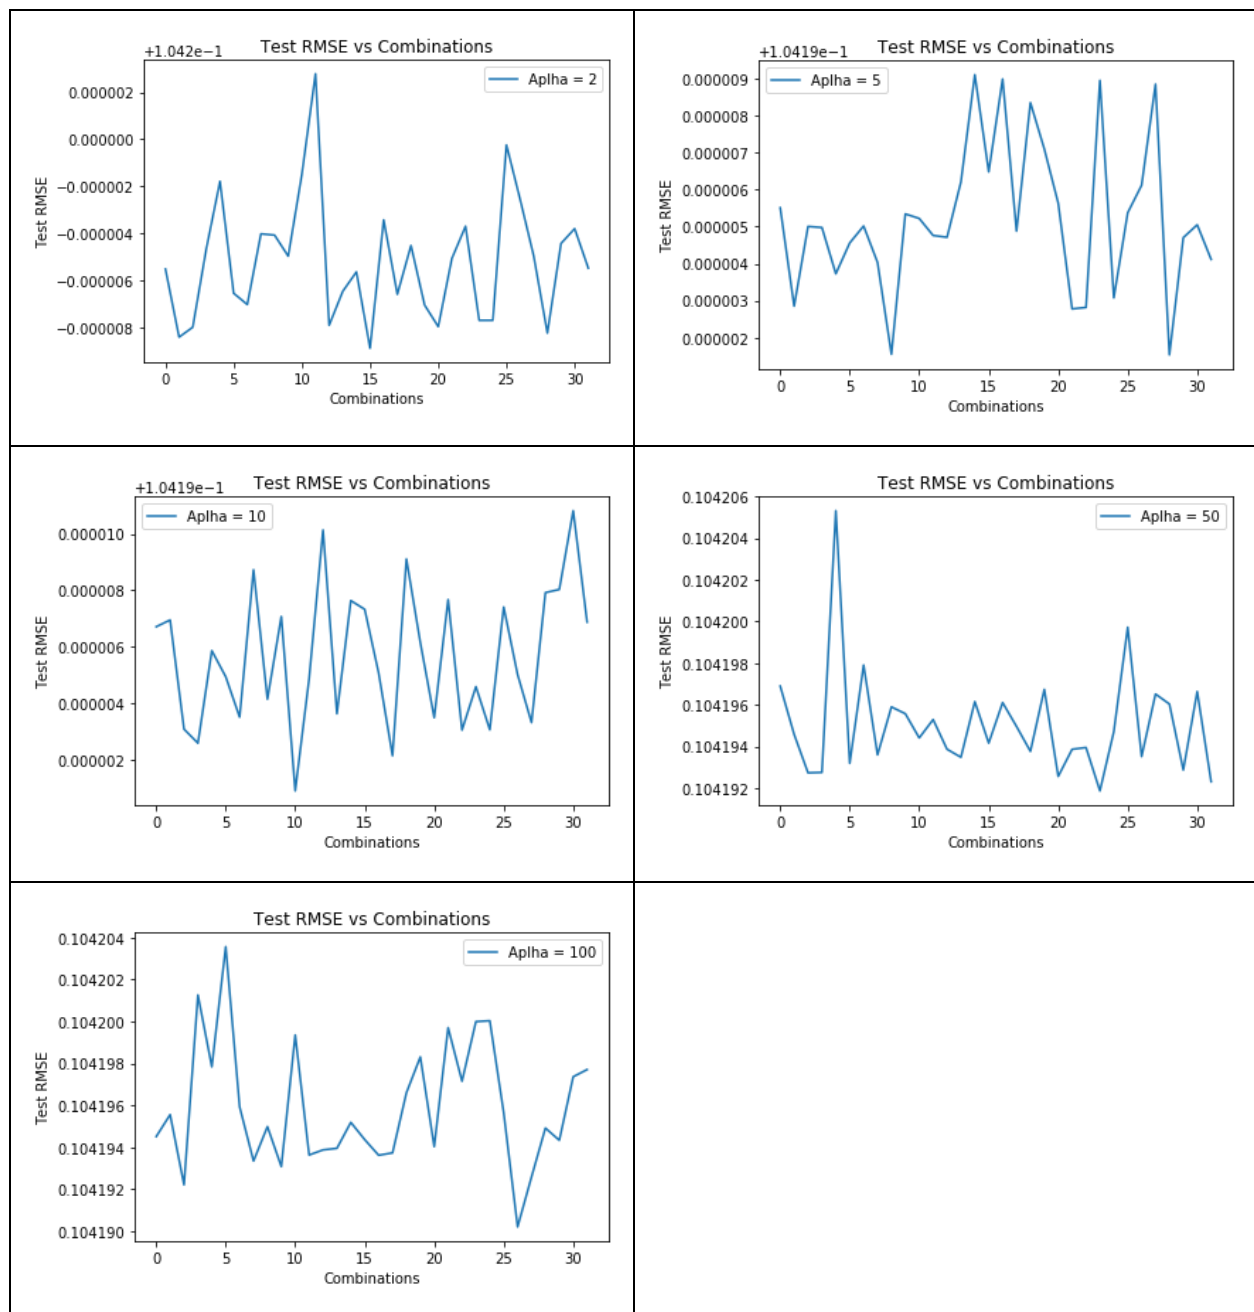 +1.042e−1
Test RMSE vs Combinations
Aplha = 2
0.000002
0.000000
−0.000002
−0.000004
−0.000006
−0.000008
Test RMSE
0 5 10 15 20 25 30
Combinations
+1.0419e−1
Test RMSE vs Combinations
Aplha = 5
0.000009
0.000008
0.000007
0.000006
0.000005
0.000004
0.000003
0.000002
Test RMSE
0 5 10 15 20 25 30
Combinations
+1.0419e−1
Test RMSE vs Combinations
Aplha = 10
0.000010
0.000008
0.000006
0.000004
0.000002
Test RMSE
0 5 10 15 20 25 30
Combinations
Test RMSE vs Combinations
Aplha = 50
0.104206
0.104204
0.104202
0.104200
0.104198
0.104196
0.104194
0.104192
Test RMSE
0 5 10 15 20 25 30
Combinations
Test RMSE vs Combinations
Aplha = 100
0.104204
0.104202
0.104200
0.104198
0.104196
0.104194
0.104192
0.104190
Test RMSE
0 5 10 15 20 25 30
Combinations